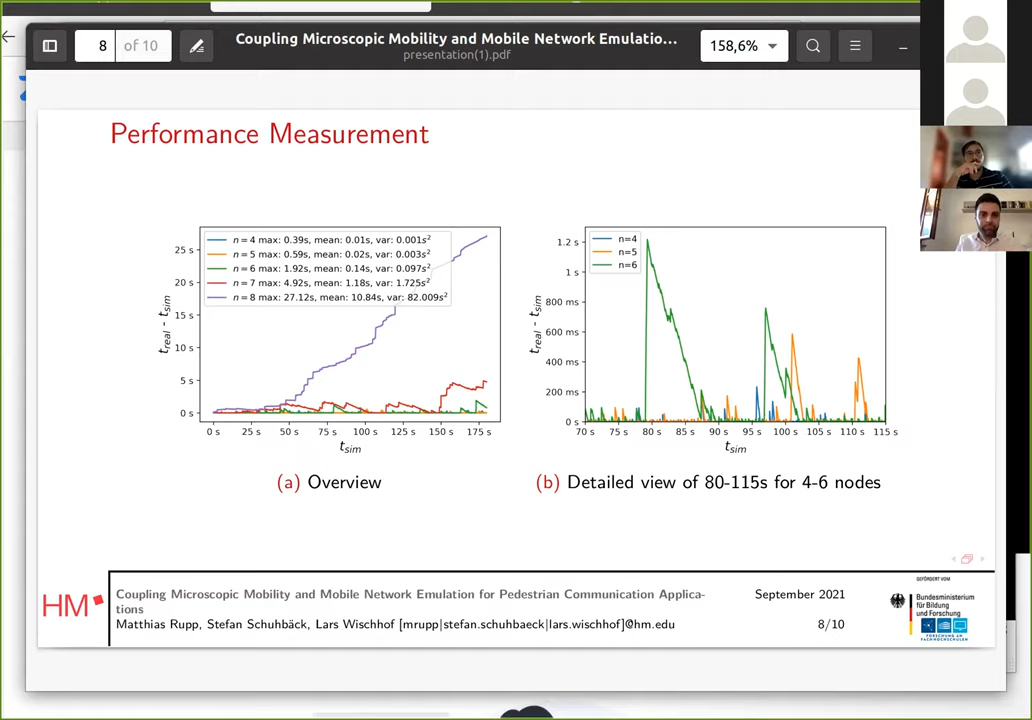 8 of 10
Coupling Microscopic Mobility and Mobile Network Emulatio...
presentation(1).pdf
158,6%
Performance Measurement
n = 4 max: 0.39s, mean: 0.01s, var: 0.001s²
n = 5 max: 0.59s, mean: 0.02s, var: 0.003s²
n = 6 max: 1.92s, mean: 0.14s, var: 0.097s²
n = 7 max: 4.92s, mean: 1.18s, var: 1.725s²
n = 8 max: 27.12s, mean: 10.84s, var: 82.009s²
25 s
20 s
15 s
10 s
5 s
0 s
t_real - t_sim
0 s 25 s 50 s 75 s 100 s 125 s 150 s 175 s
t_sim
(a) Overview
n=4
n=5
n=6
1.2 s
1 s
800 ms
600 ms
400 ms
200 ms
0 s
t_real - t_sim
70 s 75 s 80 s 85 s 90 s 95 s 100 s 105 s 110 s 115 s
t_sim
(b) Detailed view of 80-115s for 4-6 nodes
HM
Coupling Microscopic Mobility and Mobile Network Emulation for Pedestrian Communication Applica-
tions
Matthias Rupp, Stefan Schuhbäck, Lars Wischhof [mrupp|stefan.schuhbaeck|lars.wischhof]@hm.edu
September 2021
8/10
GEFÖRDERT VOM
Bundesministerium
für Bildung
und Forschung
FORSCHUNG AN
FACHHOCHSCHULEN